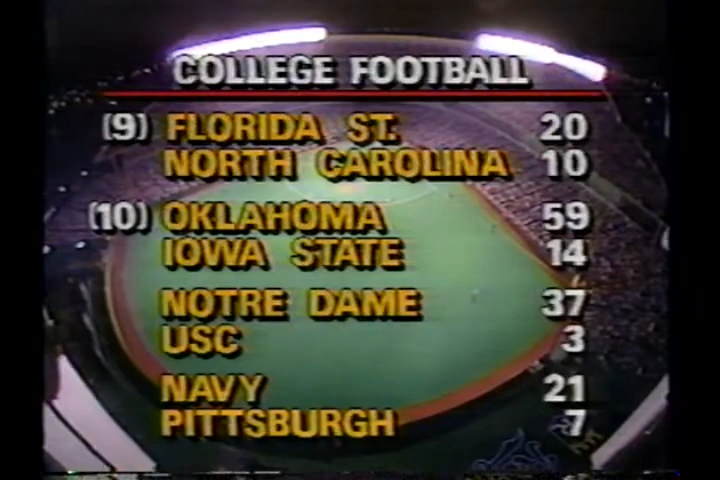 COLLEGE FOOTBALL
(9) FLORIDA ST. 20
NORTH CAROLINA 10
(10) OKLAHOMA 59
IOWA STATE 14
NOTRE DAME 37
USC 3
NAVY 21
PITTSBURGH 7